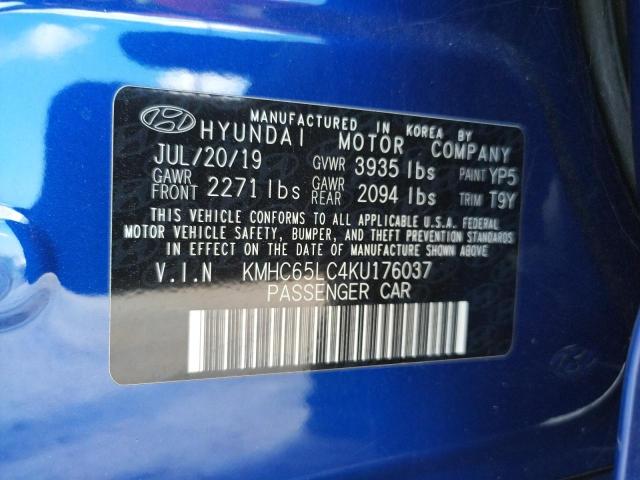 MANUFACTURED IN KOREA BY
HYUNDAI MOTOR COMPANY
JUL/20/19 GVWR 3935 lbs PAINT YP5
GAWR FRONT 2271 lbs GAWR REAR 2094 lbs TRIM T9Y
THIS VEHICLE CONFORMS TO ALL APPLICABLE U.S.A. FEDERAL
MOTOR VEHICLE SAFETY, BUMPER, AND THEFT PREVENTION STANDARDS
IN EFFECT ON THE DATE OF MANUFACTURE SHOWN ABOVE
V.I.N KMHC65LC4KU176037
PASSENGER CAR